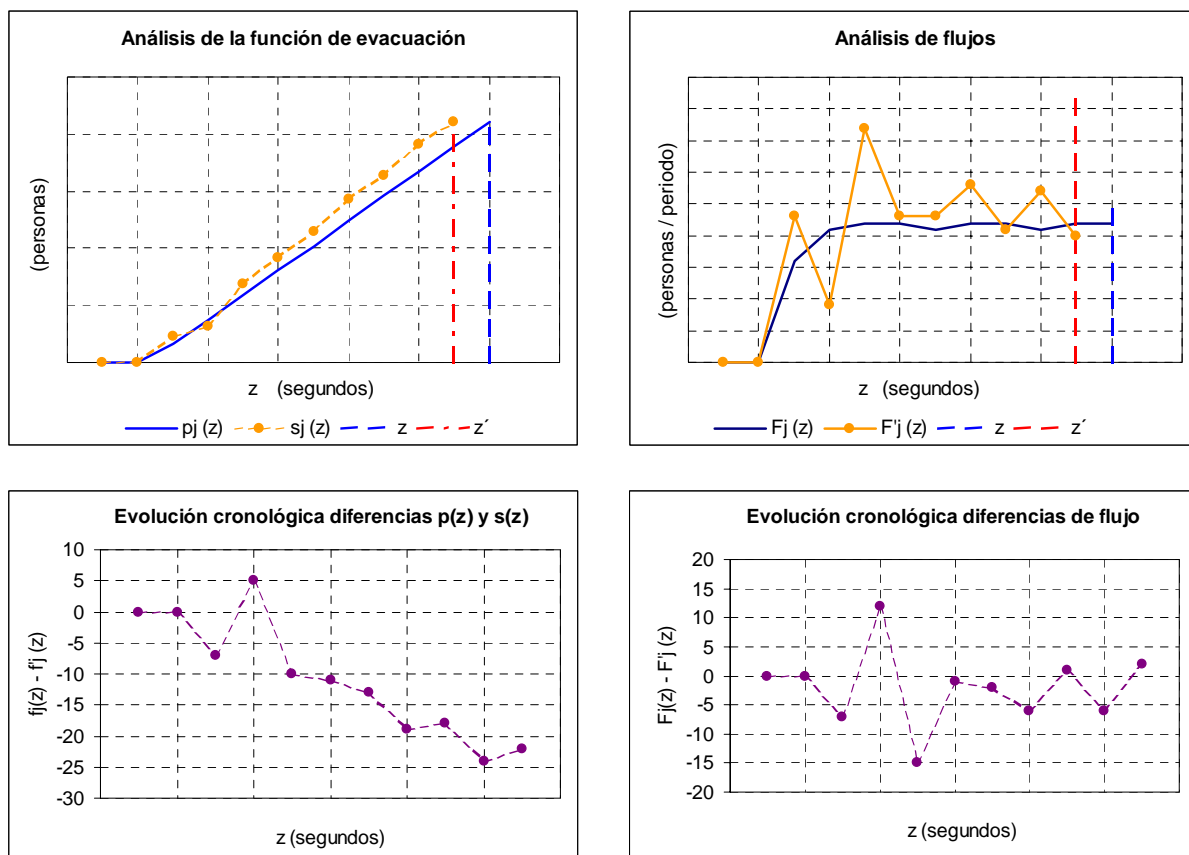 Análisis de la función de evacuación
(personas)
z (segundos)
pj (z) sj (z) z z´
Análisis de flujos
(personas / periodo)
z (segundos)
Fj (z) F'j (z) z z´
Evolución cronológica diferencias p(z) y s(z)
10
5
0
-5
-10
-15
-20
-25
-30
fj(z) - f'j (z)
z (segundos)
Evolución cronológica diferencias de flujo
20
15
10
5
0
-5
-10
-15
-20
Fj(z) - F'j (z)
z (segundos)